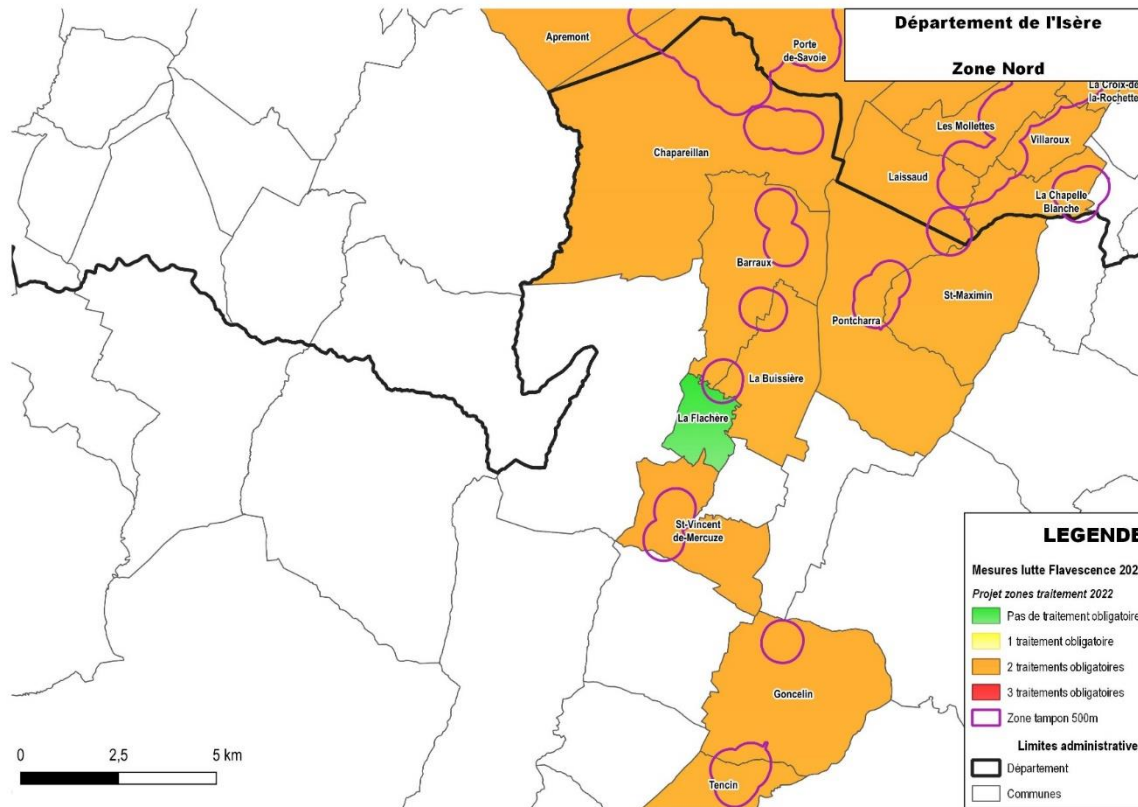 Département de l'Isère
Zone Nord
Apremont
Porte
de-Savoie
La Croix-de
la-Rochette
Les Mollettes
Villaroux
Chapareillan
Laissaud
La Chapelle
Blanche
Barraux
St-Maximin
Pontcharra
La Buissière
La Flachère
St-Vincent
de-Mercuze
Goncelin
Tencin
LEGENDE
Mesures lutte Flavescence 202
Projet zones traitement 2022
Pas de traitement obligatoire
1 traitement obligatoire
2 traitements obligatoires
3 traitements obligatoires
Zone tampon 500m
Limites administrative
Département
Communes
0 2,5 5 km